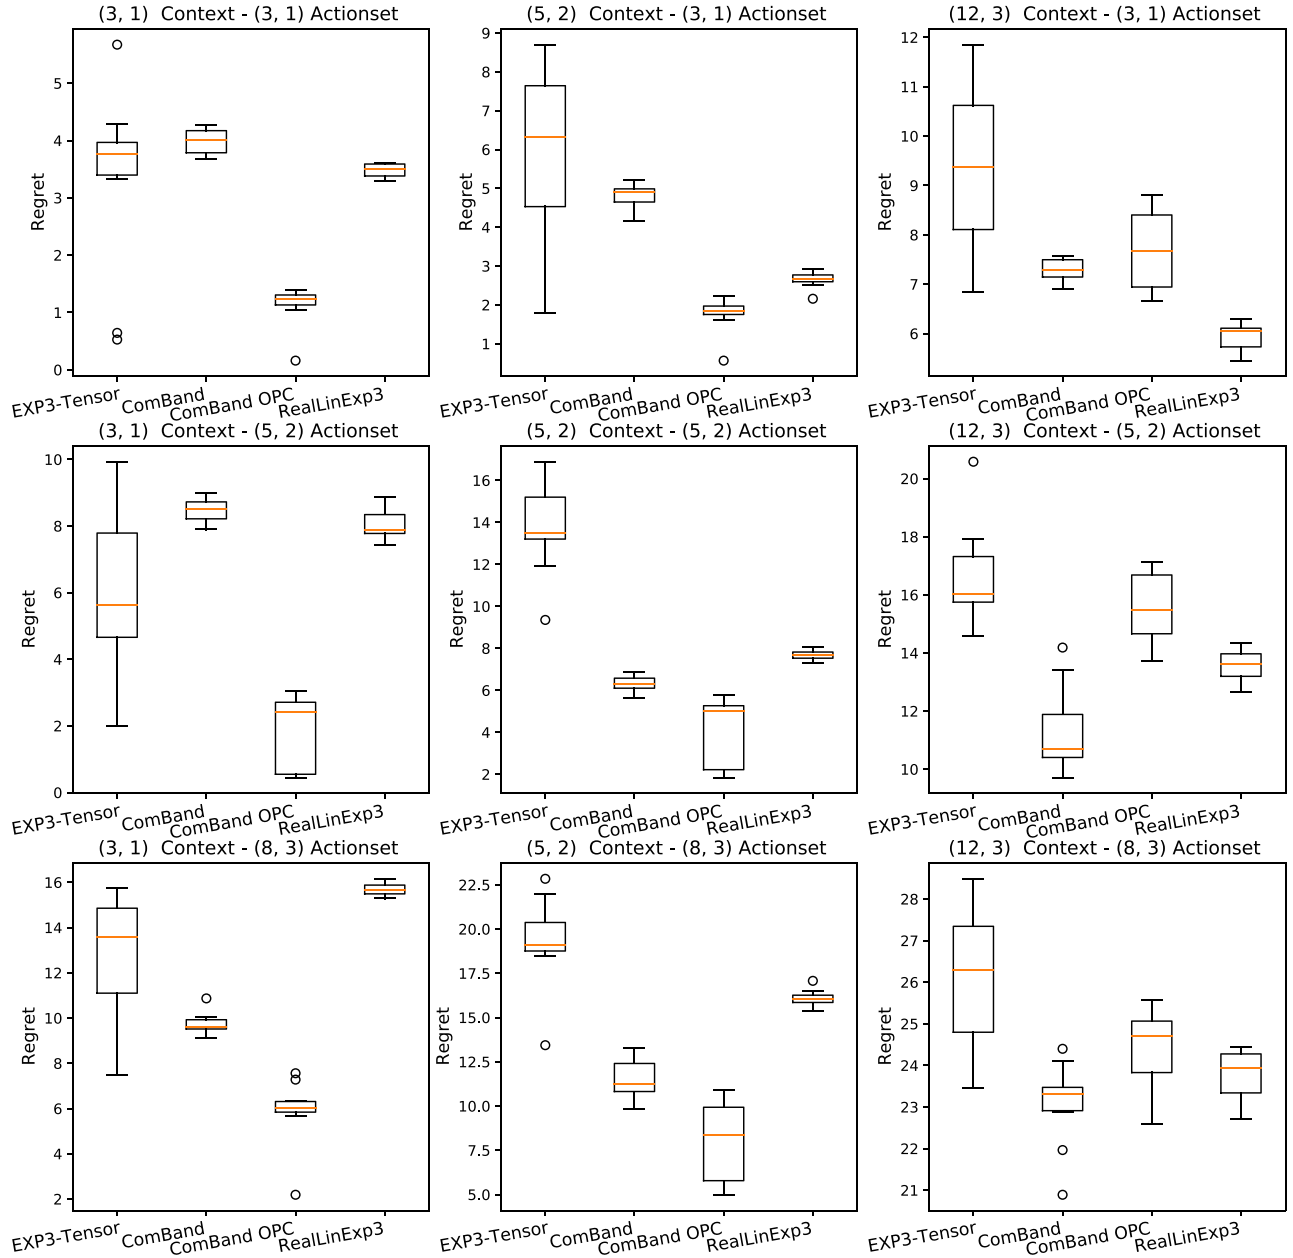 (3, 1)  Context - (3, 1) Actionset
Regret
5
4
3
2
1
0
EXP3-Tensor
ComBand
ComBand OPC
RealLinExp3
(5, 2)  Context - (3, 1) Actionset
Regret
9
8
7
6
5
4
3
2
1
EXP3-Tensor
ComBand
ComBand OPC
RealLinExp3
(12, 3)  Context - (3, 1) Actionset
Regret
12
11
10
9
8
7
6
EXP3-Tensor
ComBand
ComBand OPC
RealLinExp3
(3, 1)  Context - (5, 2) Actionset
Regret
10
8
6
4
2
0
EXP3-Tensor
ComBand
ComBand OPC
RealLinExp3
(5, 2)  Context - (5, 2) Actionset
Regret
16
14
12
10
8
6
4
2
EXP3-Tensor
ComBand
ComBand OPC
RealLinExp3
(12, 3)  Context - (5, 2) Actionset
Regret
20
18
16
14
12
10
EXP3-Tensor
ComBand
ComBand OPC
RealLinExp3
(3, 1)  Context - (8, 3) Actionset
Regret
16
14
12
10
8
6
4
2
EXP3-Tensor
ComBand
ComBand OPC
RealLinExp3
(5, 2)  Context - (8, 3) Actionset
Regret
22.5
20.0
17.5
15.0
12.5
10.0
7.5
5.0
EXP3-Tensor
ComBand
ComBand OPC
RealLinExp3
(12, 3)  Context - (8, 3) Actionset
Regret
28
27
26
25
24
23
22
21
EXP3-Tensor
ComBand
ComBand OPC
RealLinExp3